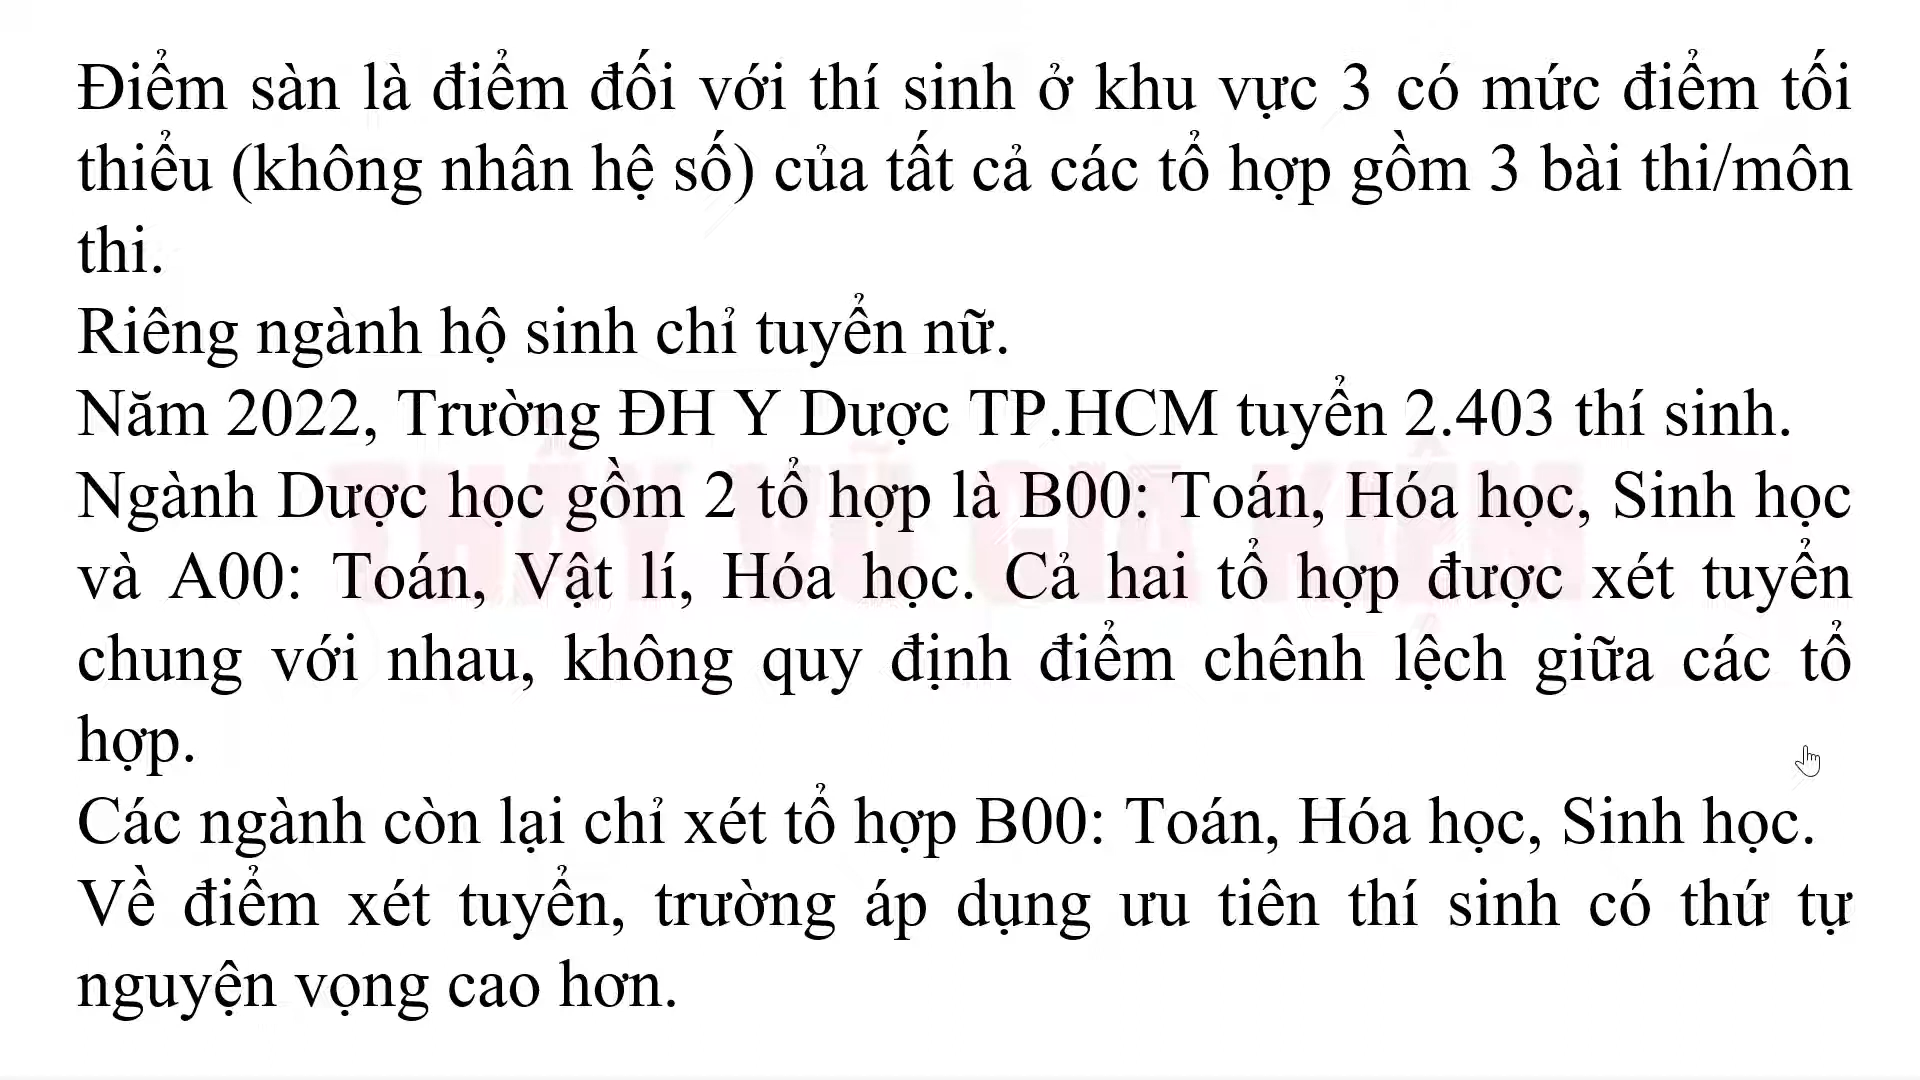 Điểm sàn là điểm đối với thí sinh ở khu vực 3 có mức điểm tối
thiểu (không nhân hệ số) của tất cả các tổ hợp gồm 3 bài thi/môn
thi.
Riêng ngành hộ sinh chỉ tuyển nữ.
Năm 2022, Trường ĐH Y Dược TP.HCM tuyển 2.403 thí sinh.
Ngành Dược học gồm 2 tổ hợp là B00: Toán, Hóa học, Sinh học
và A00: Toán, Vật lí, Hóa học. Cả hai tổ hợp được xét tuyển
chung với nhau, không quy định điểm chênh lệch giữa các tổ
hợp.
Các ngành còn lại chỉ xét tổ hợp B00: Toán, Hóa học, Sinh học.
Về điểm xét tuyển, trường áp dụng ưu tiên thí sinh có thứ tự
nguyện vọng cao hơn.